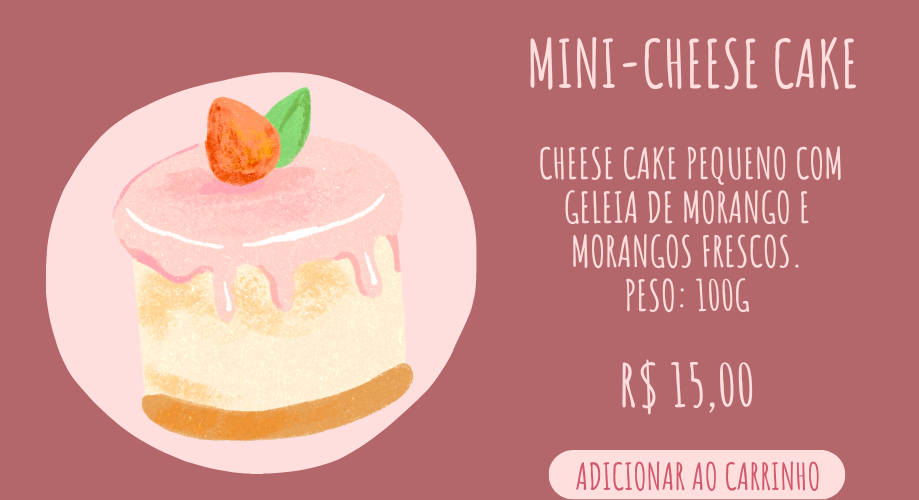 MINI-CHEESE CAKE
CHEESE CAKE PEQUENO COM
GELEIA DE MORANGO E
MORANGOS FRESCOS.
PESO: 100G
R$ 15,00
ADICIONAR AO CARRINHO